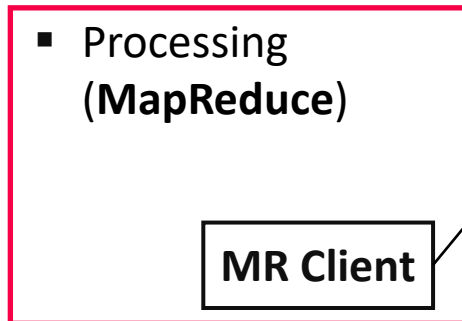 ▪ Processing
(MapReduce)
MR Client